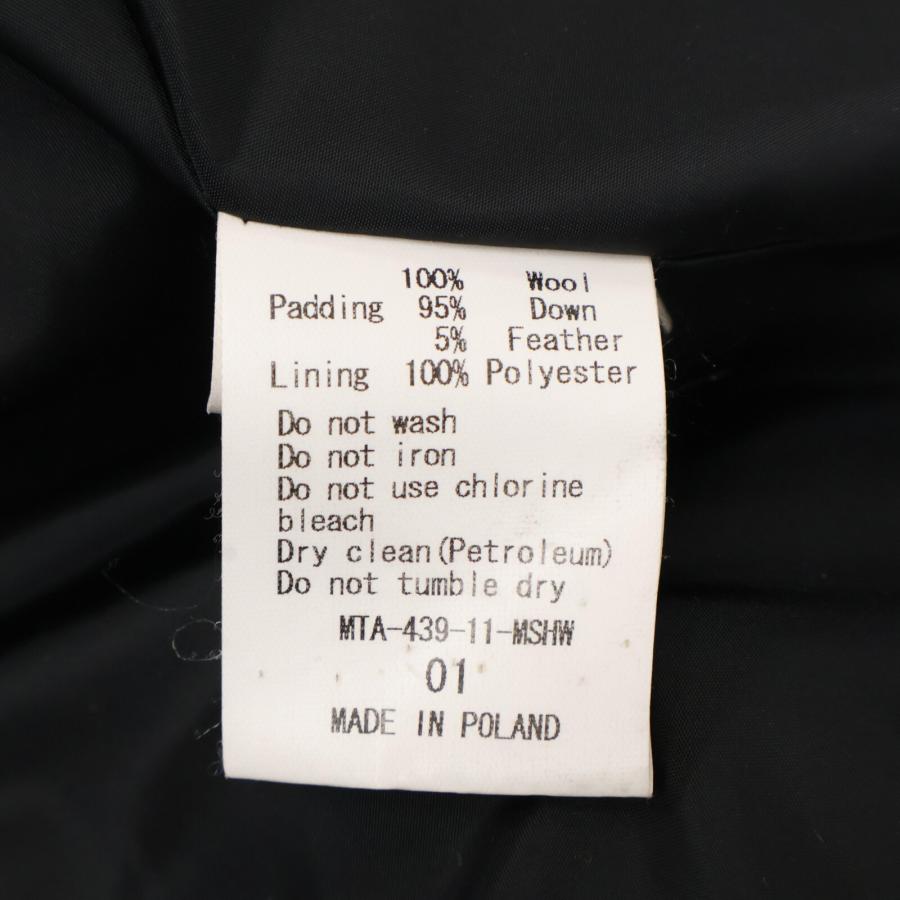 100% Wool
Padding 95% Down
5% Feather
Lining 100% Polyester
Do not wash
Do not iron
Do not use chlorine
bleach
Dry clean(Petroleum)
Do not tumble dry
MTA-439-11-MSHW
01
MADE IN POLAND